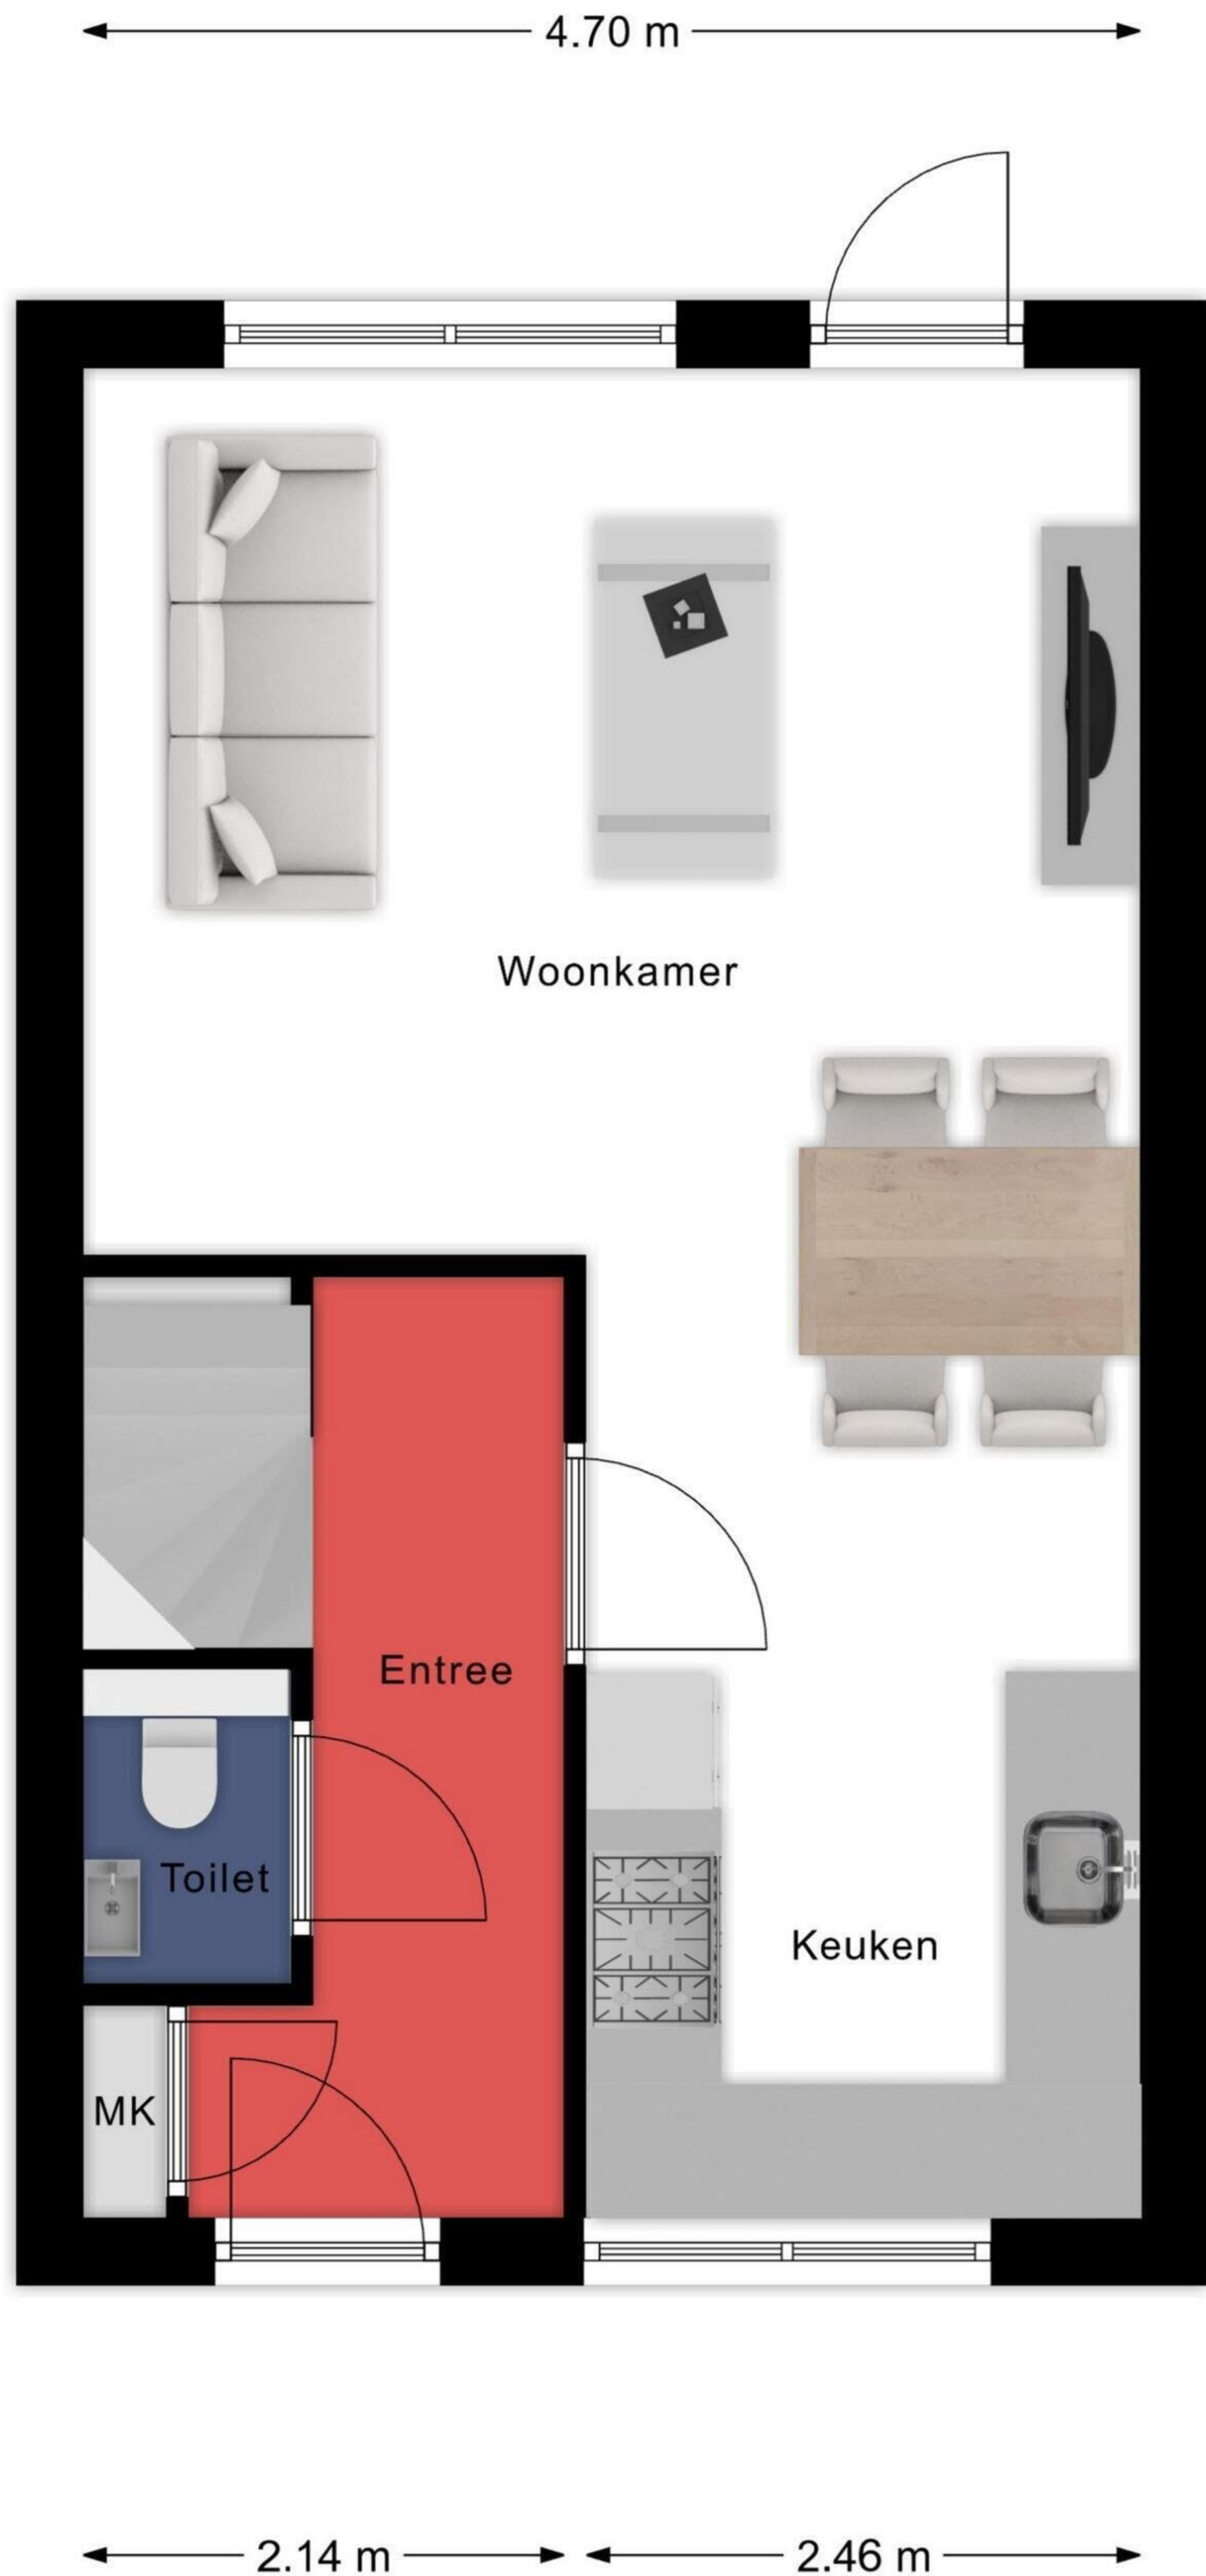 4.70 m
Woonkamer
Entree
Toilet
Keuken
MK
2.14 m
2.46 m